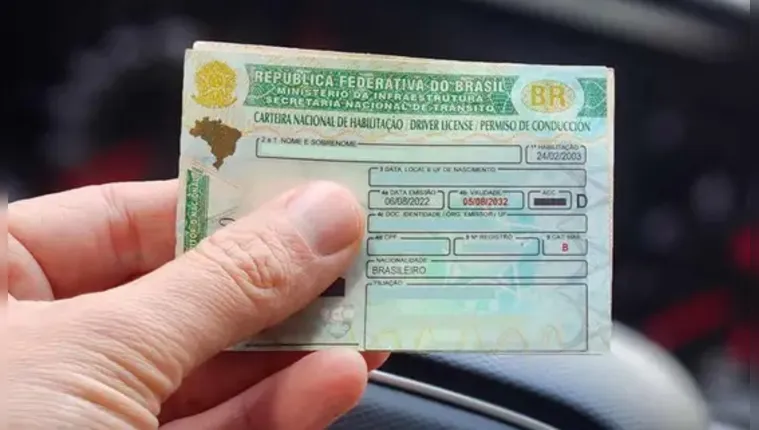 REPÚBLICA FEDERATIVA DO BRASIL
MINISTÉRIO DA INFRAESTRUTURA
SECRETARIA NACIONAL DE TRÂNSITO
BR
CARTEIRA NACIONAL DE HABILITAÇÃO / DRIVER LICENSE / PERMISO DE CONDUCCIÓN
2 e 1 NOME E SOBRENOME
1ª HABILITAÇÃO
24/02/2003
3 DATA, LOCAL E UF DE NASCIMENTO
4a DATA EMISSÃO
4b VALIDADE
ACC
06/08/2022
05/08/2032
D
4c DOC. IDENTIDADE / ORG. EMISSOR / UF
4d CPF
5 Nº REGISTRO
9 CAT. HAB.
B
NACIONALIDADE
BRASILEIRO
FILIAÇÃO